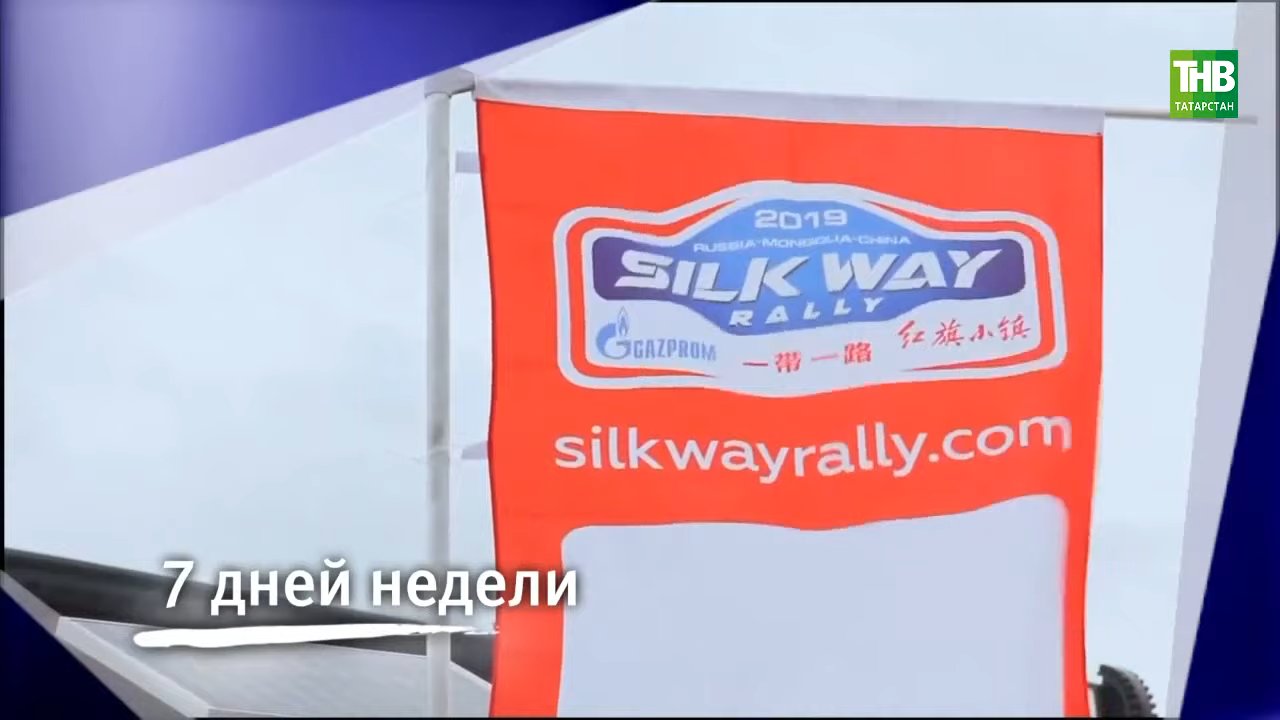 ТНВ
ТАТАРСТАН
2019
RUSSIA-MONGOLIA-CHINA
SILK WAY
RALLY
GAZPROM
一带一路
红旗小镇
silkwayrally.com
7 дней недели